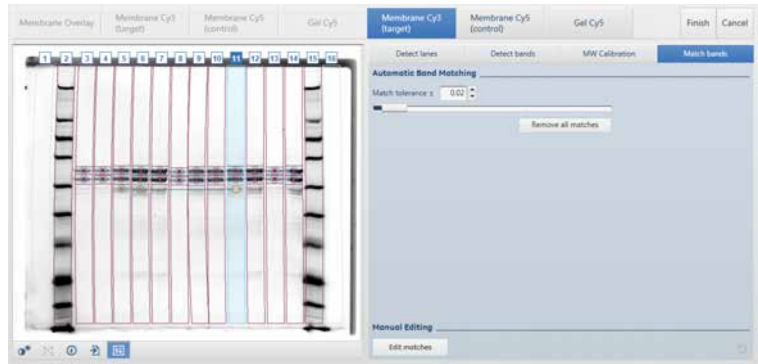 Membrane Overlay
Membrane Cy3
(target)
Membrane Cy5
(control)
Gel Cy5
Membrane Cy3
(target)
Membrane Cy5
(control)
Gel Cy5
Finish
Cancel
1 2 3 4 5 6 7 8 9 10 11 12 13 14 15 16
Detect lanes
Detect bands
MW Calibration
Match bands
Automatic Band Matching
Match tolerance ± 0.02
Remove all matches
Manual Editing
Edit matches